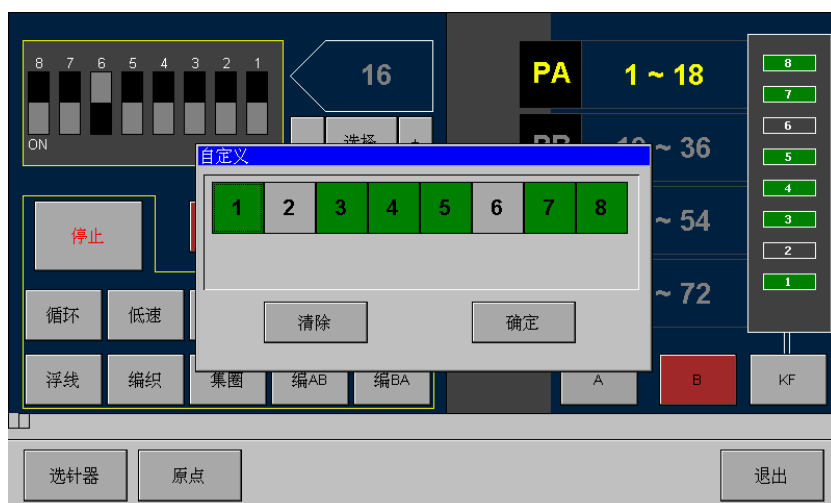 8 7 6 5 4 3 2 1
ON
16
选择
PA 1 ~ 18
~ 36
~ 54
~ 72
8
7
6
5
4
3
2
1
自定义
1 2 3 4 5 6 7 8
清除 确定
停止
循环 低速
浮线 编织 集圈 编AB 编BA
A B KF
选针器 原点 退出